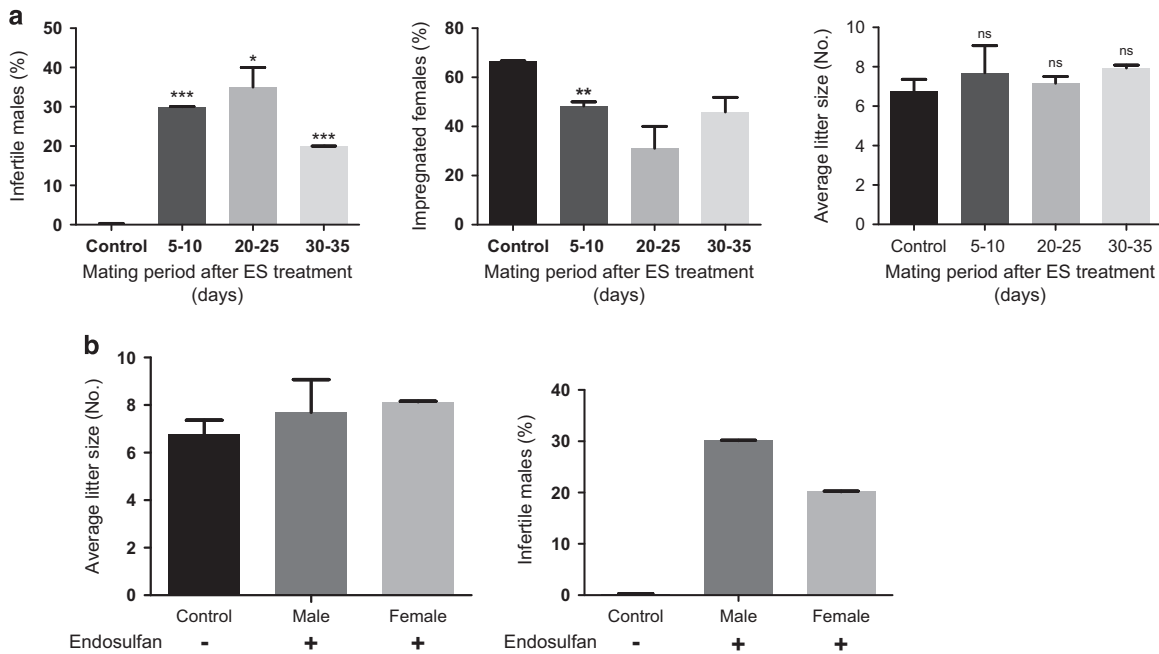 a
Infertile males (%)
50
40
30
20
10
0
***
*
***
Control 5-10 20-25 30-35
Mating period after ES treatment
(days)
Impregnated females (%)
80
60
40
20
0
**
Control 5-10 20-25 30-35
Mating period after ES treatment
(days)
Average litter size (No.)
10
8
6
4
2
0
ns
ns
ns
Control 5-10 20-25 30-35
Mating period after ES treatment
(days)
b
Average litter size (No.)
10
8
6
4
2
0
Control Male Female
Endosulfan - + +
Infertile males (%)
40
30
20
10
0
Control Male Female
Endosulfan - + +